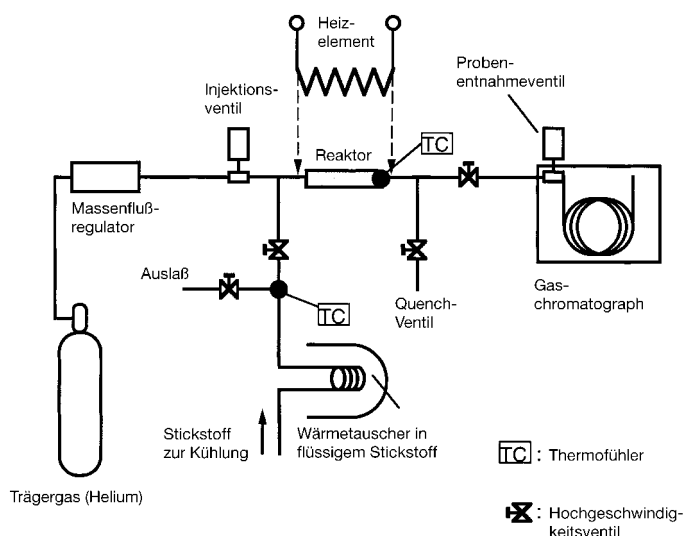 Heiz-
element
Injektions-
ventil
Proben-
entnahmeventil
Reaktor
TC
Massenfluß-
regulator
Auslaß
TC
Quench-
Ventil
Gas-
chromatograph
Stickstoff
zur Kühlung
Wärmetauscher in
flüssigem Stickstoff
Trägergas (Helium)
TC : Thermofühler
: Hochgeschwindig-
keitsventil